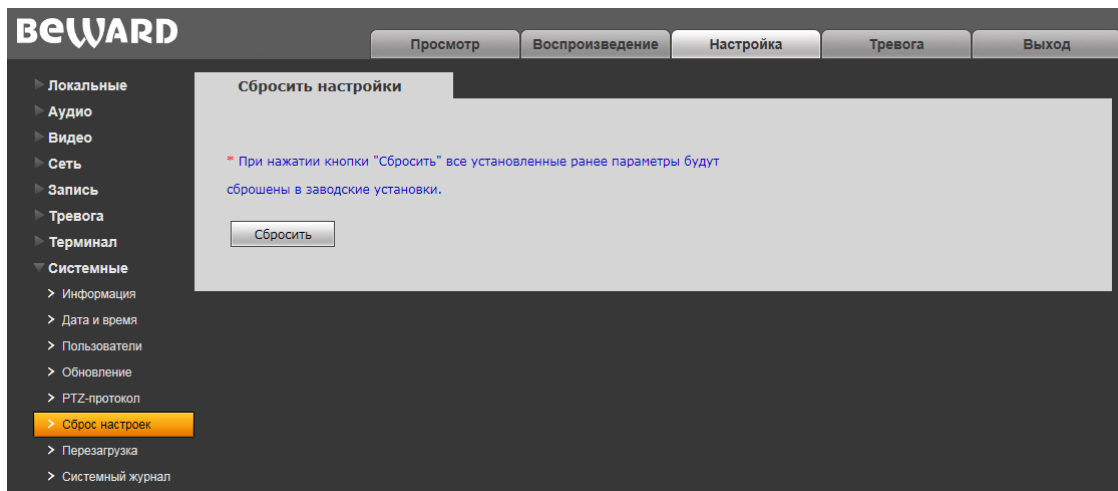 BEWARD
Просмотр
Воспроизведение
Настройка
Тревога
Выход
Локальные
Аудио
Видео
Сеть
Запись
Тревога
Терминал
Системные
> Информация
> Дата и время
> Пользователи
> Обновление
> PTZ-протокол
> Сброс настроек
> Перезагрузка
> Системный журнал
Сбросить настройки
* При нажатии кнопки "Сбросить" все установленные ранее параметры будут
сброшены в заводские установки.
Сбросить